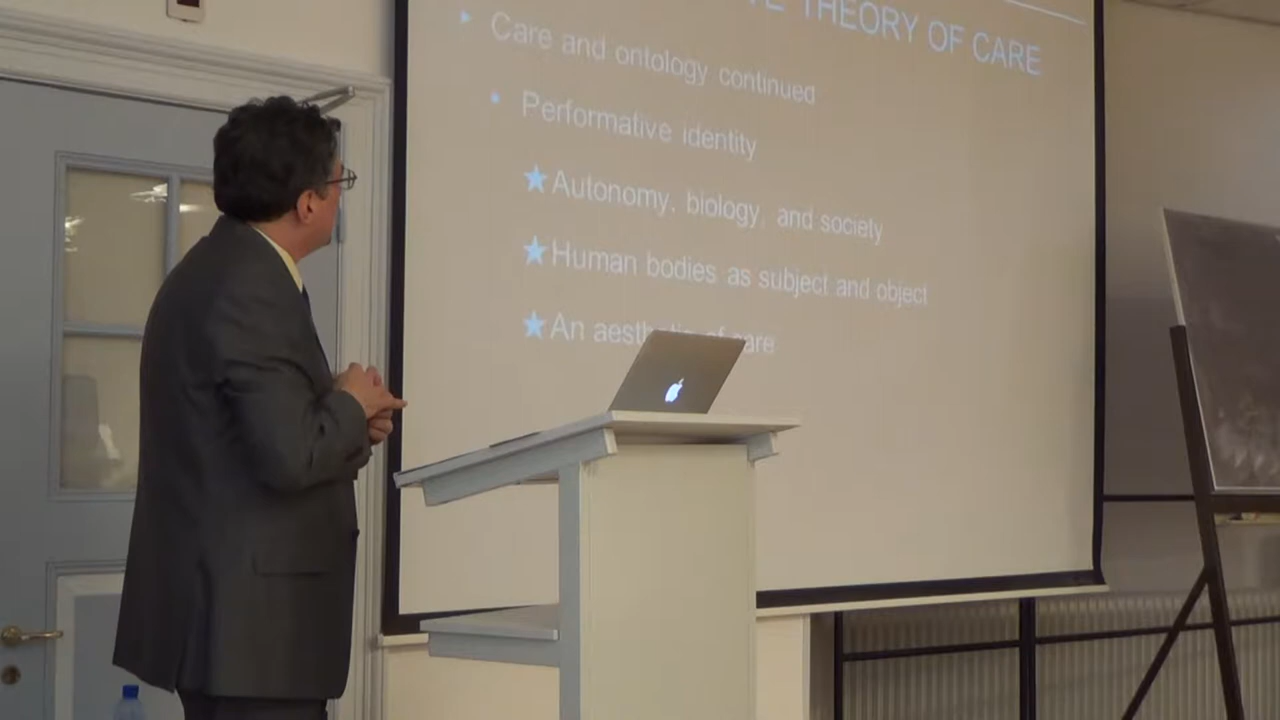 THEORY OF CARE
Care and ontology continued
Performative identity
Autonomy, biology, and society
Human bodies as subject and object
An care